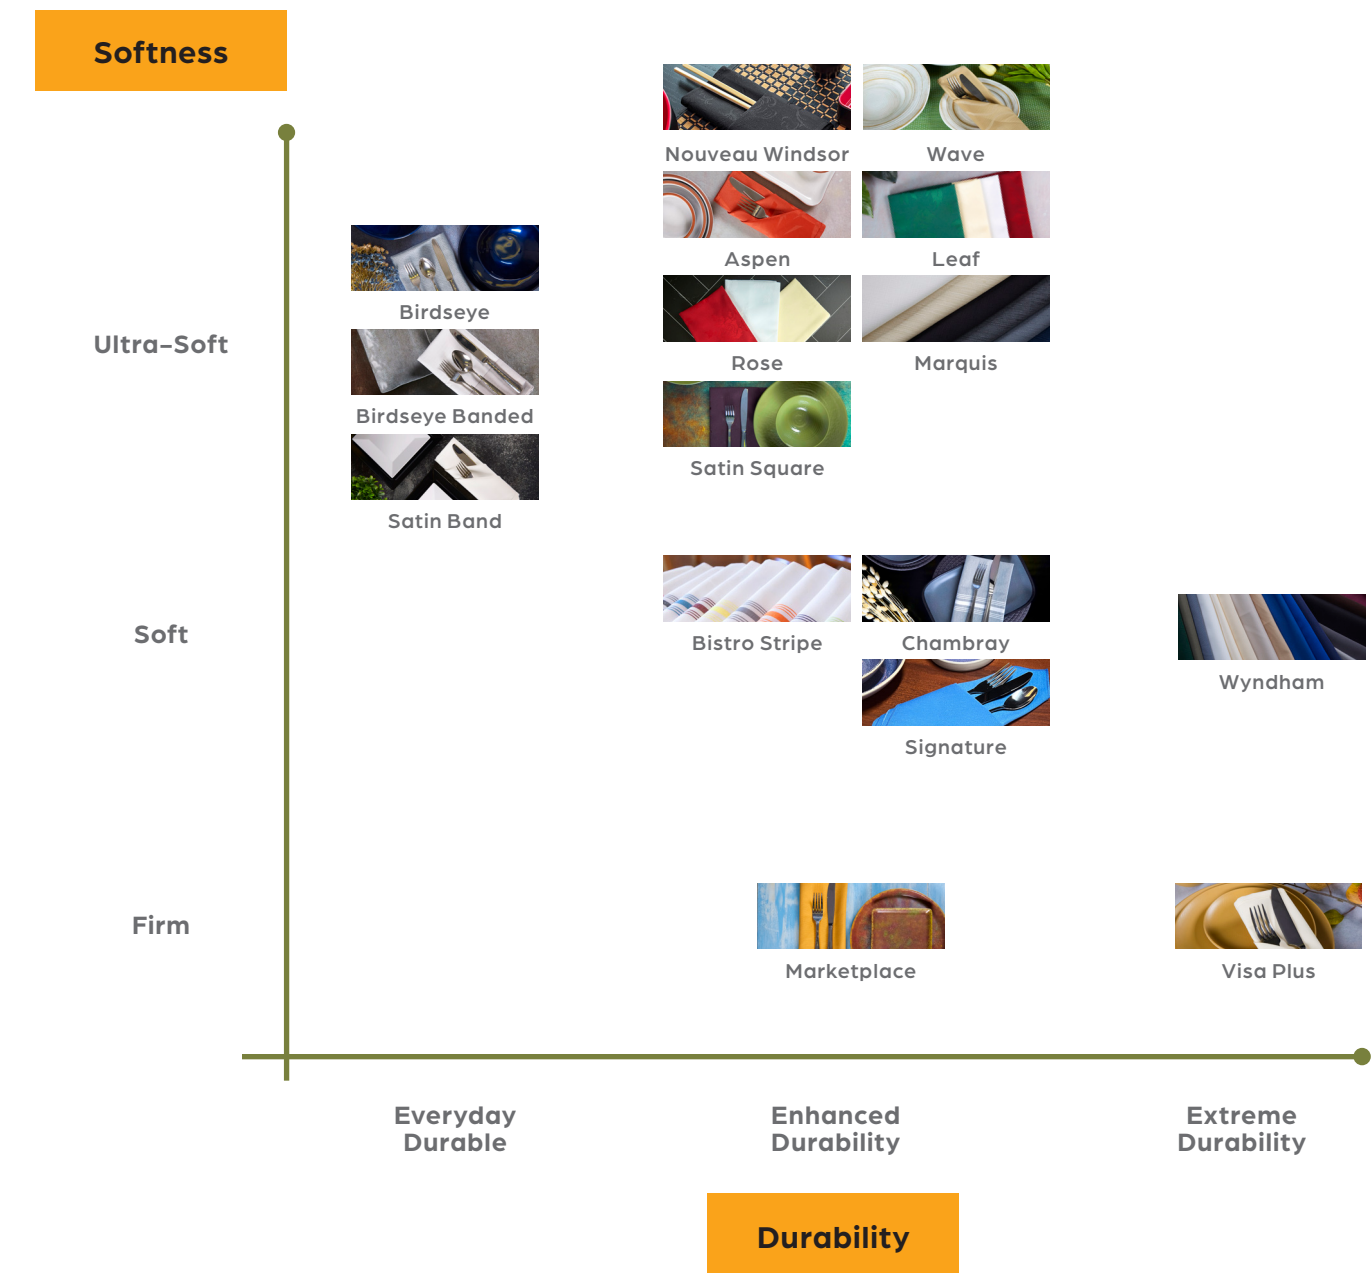 Softness
Nouveau Windsor
Wave
Aspen
Leaf
Birdseye
Ultra-Soft
Rose
Marquis
Birdseye Banded
Satin Square
Satin Band
Soft
Bistro Stripe
Chambray
Wyndham
Signature
Firm
Marketplace
Visa Plus
Everyday
Durable
Enhanced
Durability
Extreme
Durability
Durability